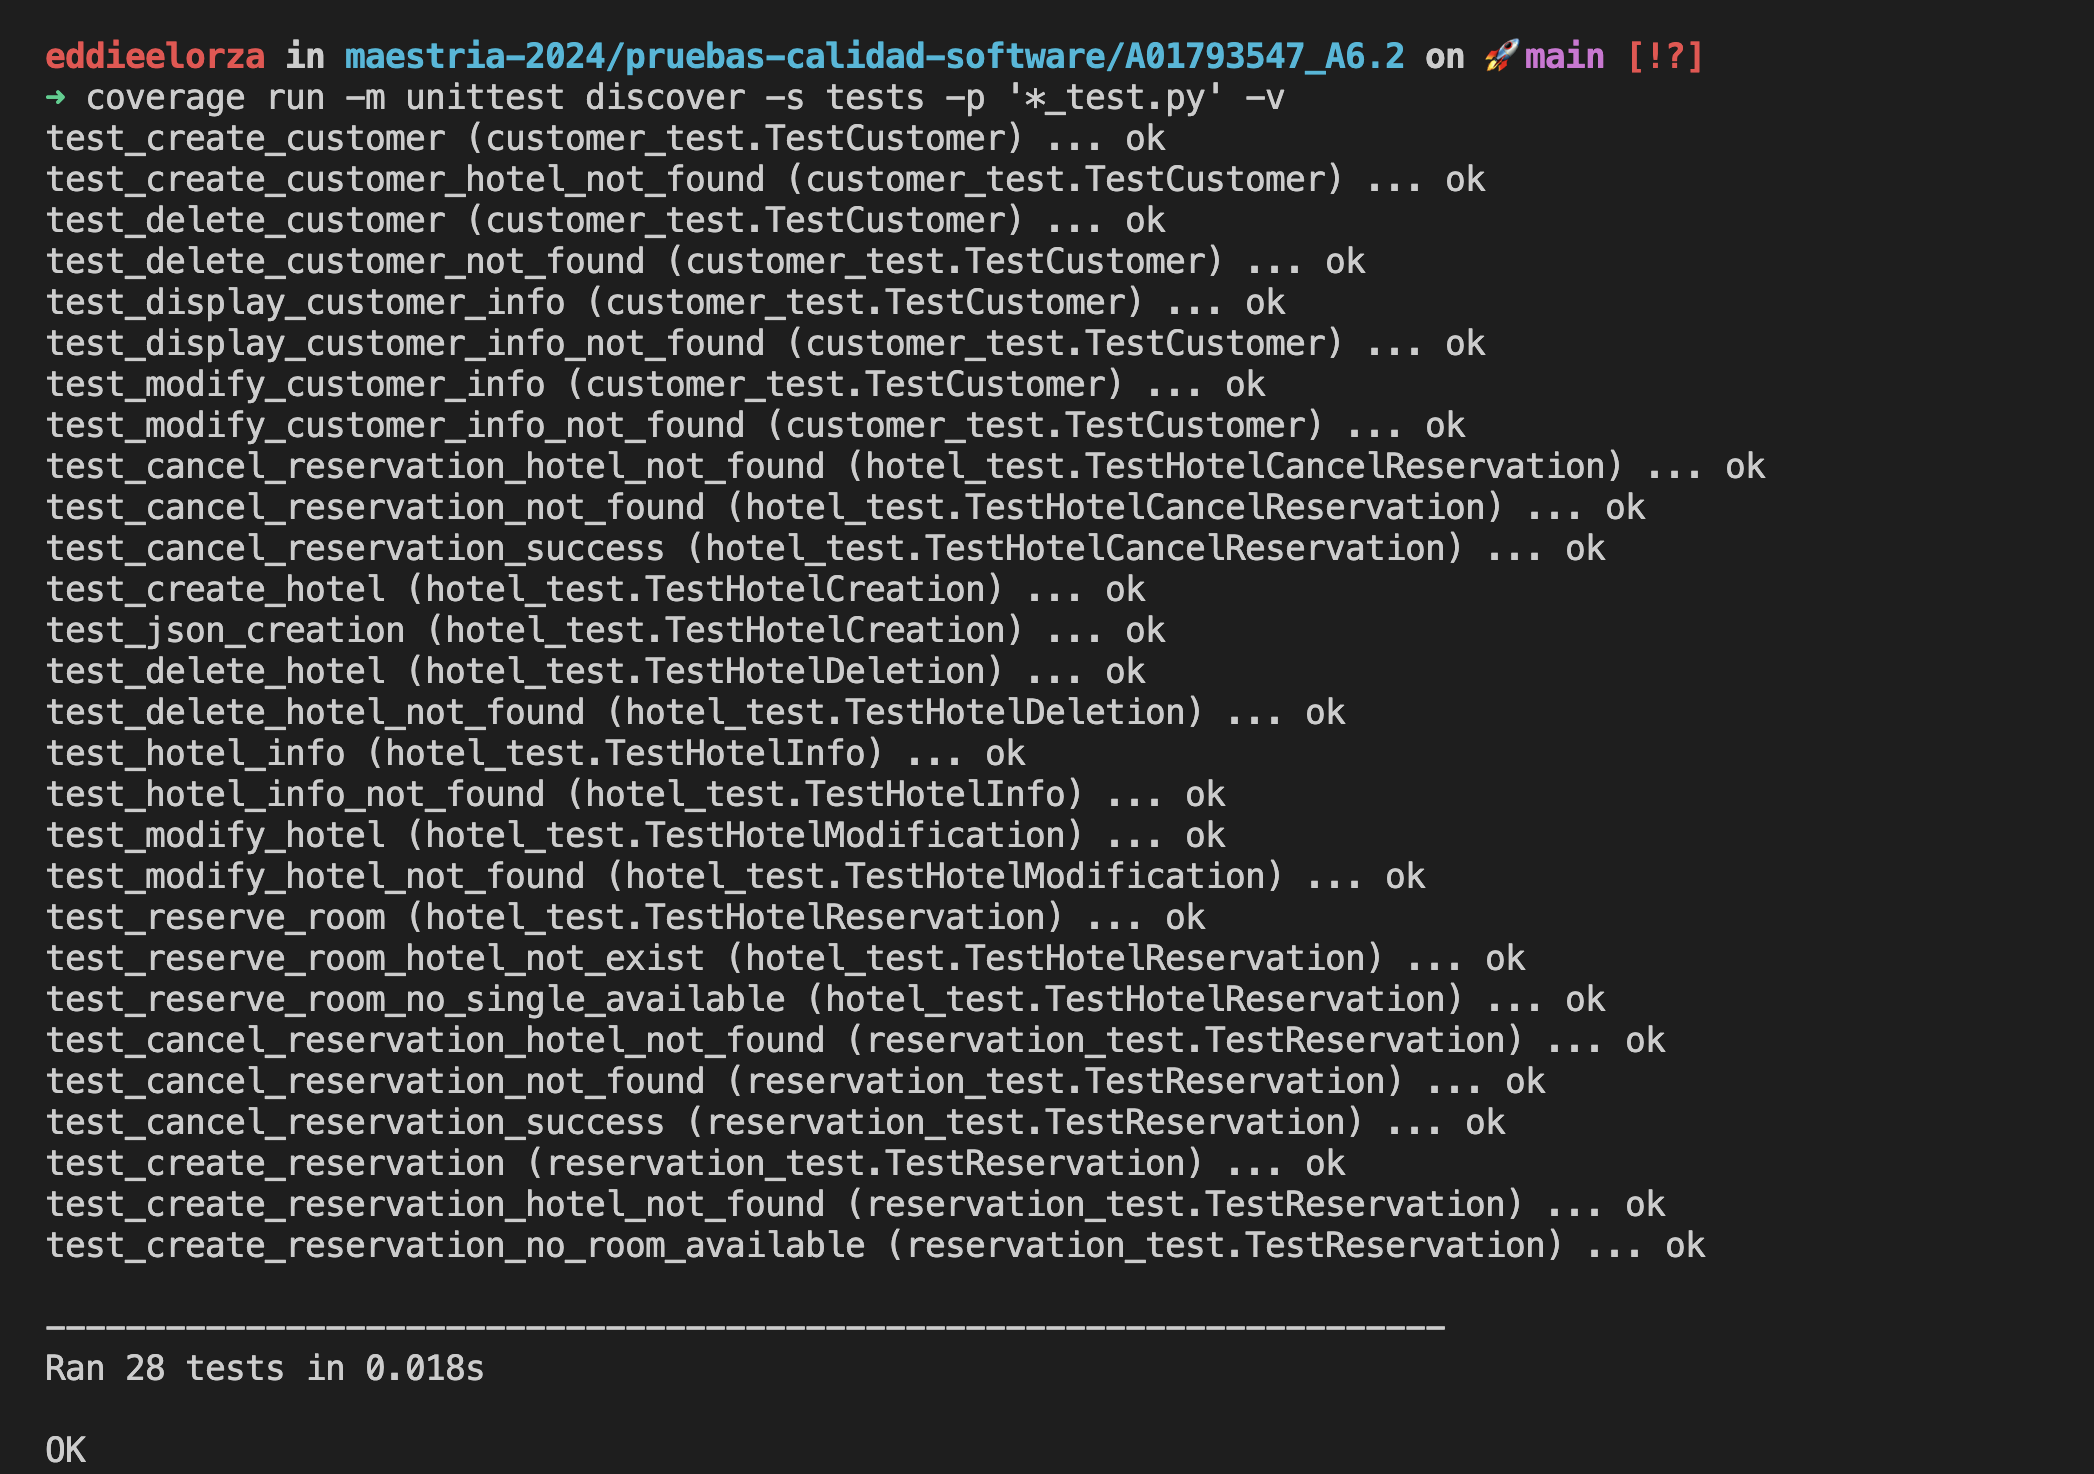 eddieelorza in maestria-2024/pruebas-calidad-software/A01793547_A6.2 on 🚀main [!?]
➜ coverage run -m unittest discover -s tests -p '*_test.py' -v
test_create_customer (customer_test.TestCustomer) ... ok
test_create_customer_hotel_not_found (customer_test.TestCustomer) ... ok
test_delete_customer (customer_test.TestCustomer) ... ok
test_delete_customer_not_found (customer_test.TestCustomer) ... ok
test_display_customer_info (customer_test.TestCustomer) ... ok
test_display_customer_info_not_found (customer_test.TestCustomer) ... ok
test_modify_customer_info (customer_test.TestCustomer) ... ok
test_modify_customer_info_not_found (customer_test.TestCustomer) ... ok
test_cancel_reservation_hotel_not_found (hotel_test.TestHotelCancelReservation) ... ok
test_cancel_reservation_not_found (hotel_test.TestHotelCancelReservation) ... ok
test_cancel_reservation_success (hotel_test.TestHotelCancelReservation) ... ok
test_create_hotel (hotel_test.TestHotelCreation) ... ok
test_json_creation (hotel_test.TestHotelCreation) ... ok
test_delete_hotel (hotel_test.TestHotelDeletion) ... ok
test_delete_hotel_not_found (hotel_test.TestHotelDeletion) ... ok
test_hotel_info (hotel_test.TestHotelInfo) ... ok
test_hotel_info_not_found (hotel_test.TestHotelInfo) ... ok
test_modify_hotel (hotel_test.TestHotelModification) ... ok
test_modify_hotel_not_found (hotel_test.TestHotelModification) ... ok
test_reserve_room (hotel_test.TestHotelReservation) ... ok
test_reserve_room_hotel_not_exist (hotel_test.TestHotelReservation) ... ok
test_reserve_room_no_single_available (hotel_test.TestHotelReservation) ... ok
test_cancel_reservation_hotel_not_found (reservation_test.TestReservation) ... ok
test_cancel_reservation_not_found (reservation_test.TestReservation) ... ok
test_cancel_reservation_success (reservation_test.TestReservation) ... ok
test_create_reservation (reservation_test.TestReservation) ... ok
test_create_reservation_hotel_not_found (reservation_test.TestReservation) ... ok
test_create_reservation_no_room_available (reservation_test.TestReservation) ... ok
----------------------------------------------------------------------
Ran 28 tests in 0.018s
OK